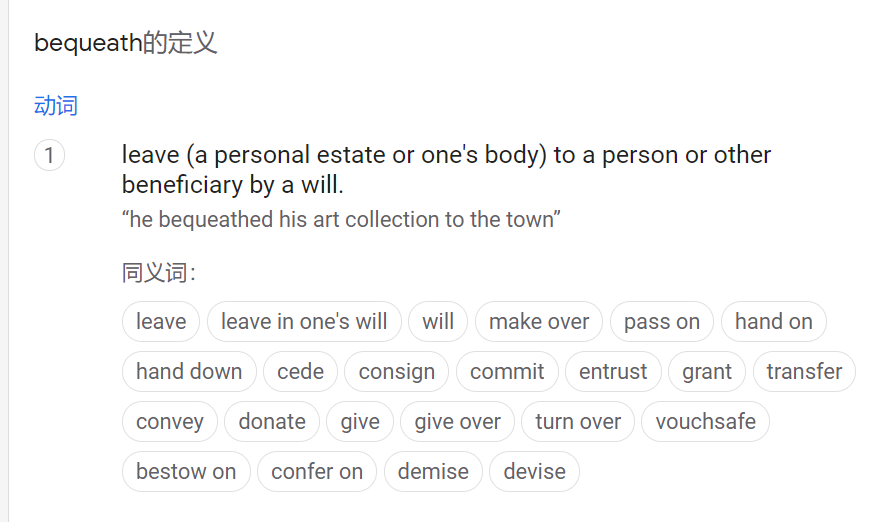 bequeath的定义
动词
1
leave (a personal estate or one's body) to a person or other
beneficiary by a will.
“he bequeathed his art collection to the town”
同义词：
leave leave in one's will will make over pass on hand on
hand down cede consign commit entrust grant transfer
convey donate give give over turn over vouchsafe
bestow on confer on demise devise